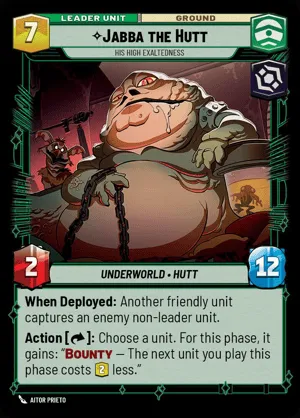 LEADER UNIT GROUND
7
✧JABBA THE HUTT
HIS HIGH EXALTEDNESS
2
UNDERWORLD • HUTT
12
When Deployed: Another friendly unit
captures an enemy non-leader unit.
Action [↷]: Choose a unit. For this phase, it
gains: “BOUNTY — The next unit you play this
phase costs 2 less.”
AITOR PRIETO